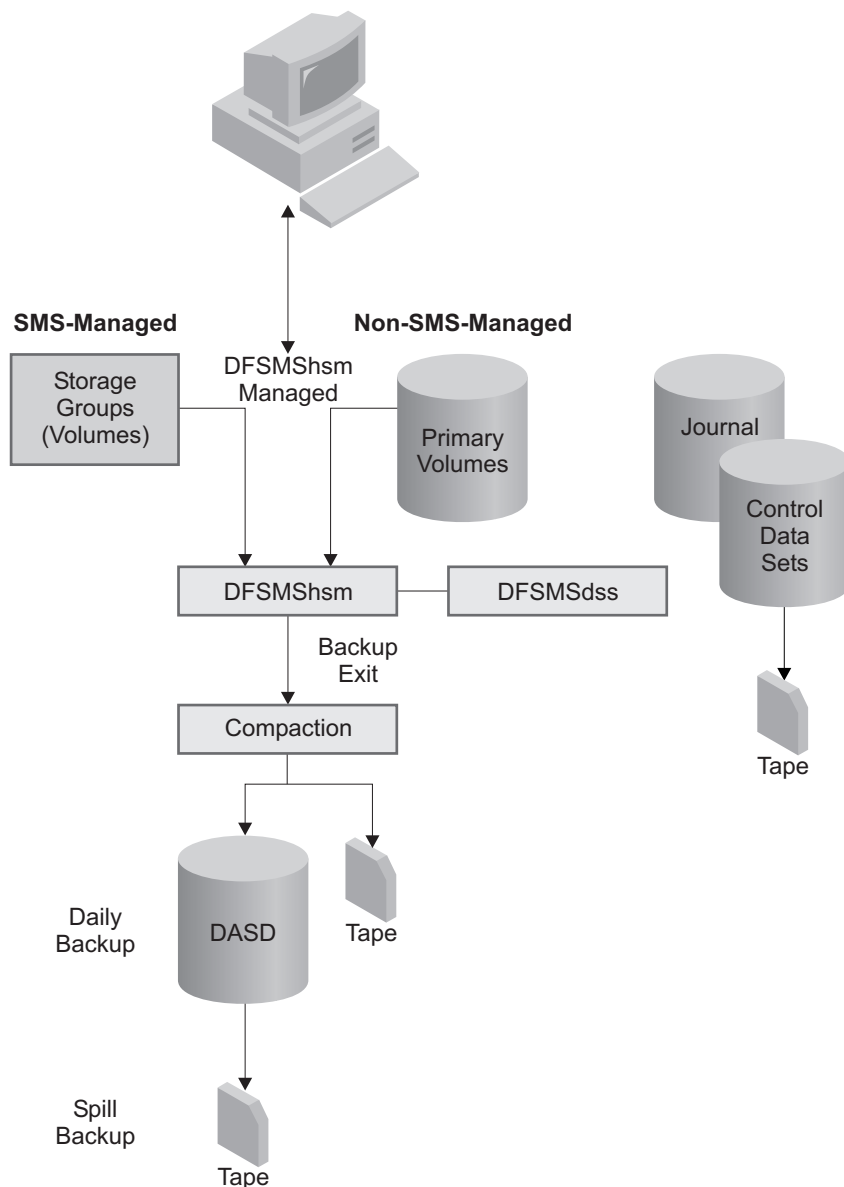 SMS-Managed
Non-SMS-Managed
Storage
Groups
(Volumes)
DFSMShsm
Managed
Primary
Volumes
Journal
Control
Data
Sets
DFSMShsm
DFSMSdss
Backup
Exit
Compaction
Tape
Daily
Backup
DASD
Tape
Spill
Backup
Tape